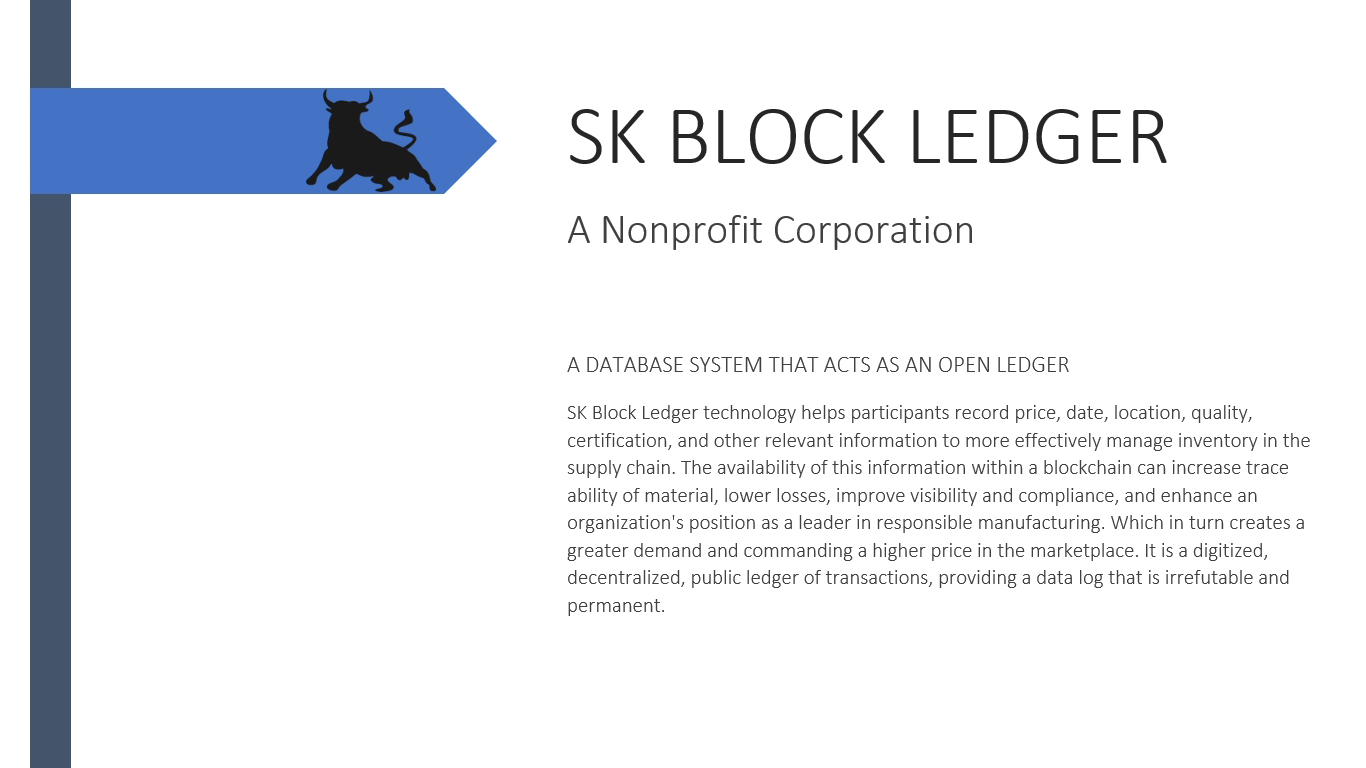 SK BLOCK LEDGER
A Nonprofit Corporation
A DATABASE SYSTEM THAT ACTS AS AN OPEN LEDGER
SK Block Ledger technology helps participants record price, date, location, quality,
certification, and other relevant information to more effectively manage inventory in the
supply chain. The availability of this information within a blockchain can increase trace
ability of material, lower losses, improve visibility and compliance, and enhance an
organization's position as a leader in responsible manufacturing. Which in turn creates a
greater demand and commanding a higher price in the marketplace. It is a digitized,
decentralized, public ledger of transactions, providing a data log that is irrefutable and
permanent.